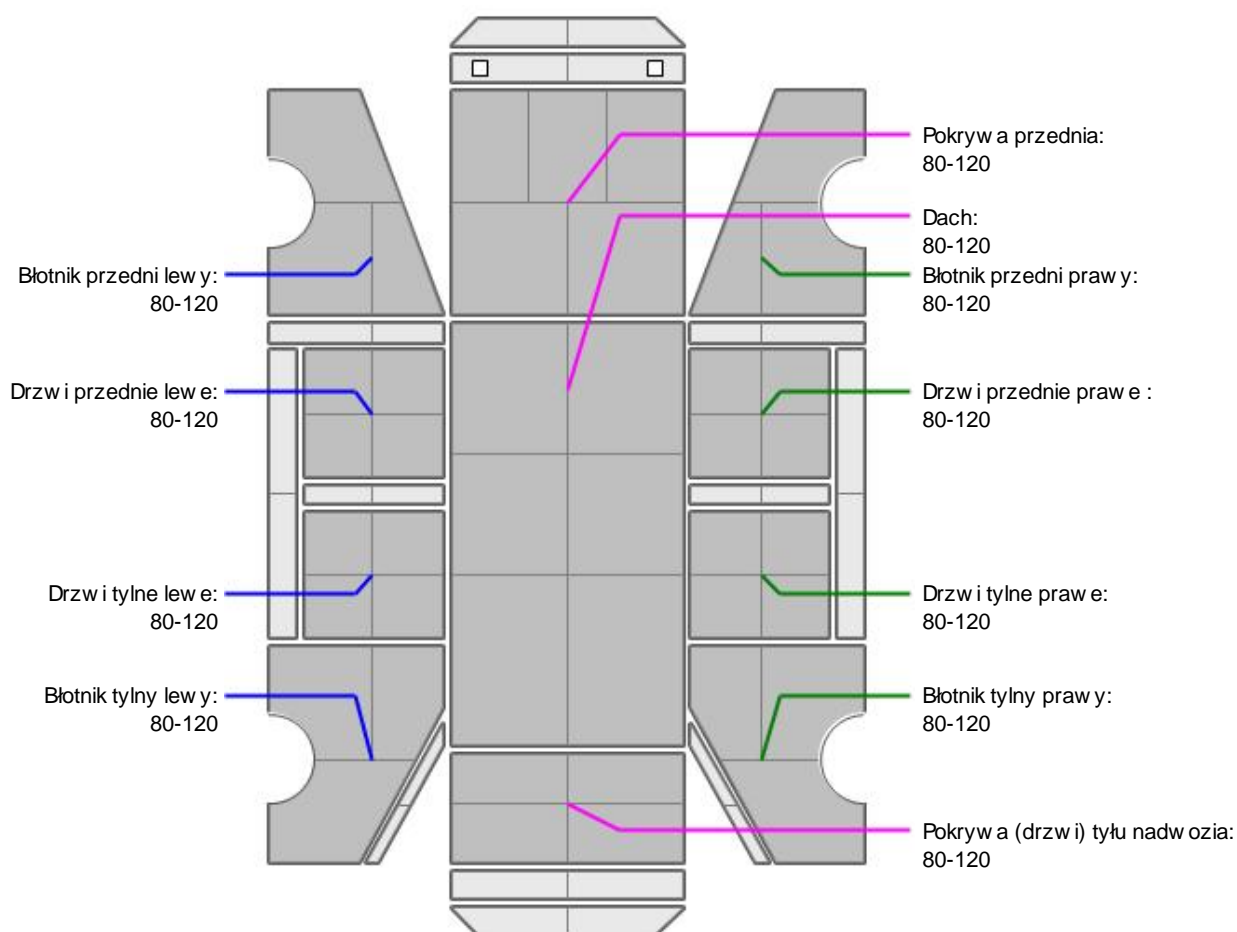 Pokrywa przednia:
80-120
Dach:
80-120
Błotnik przedni lewy:
80-120
Błotnik przedni prawy:
80-120
Drzwi przednie lewe:
80-120
Drzwi przednie prawe :
80-120
Drzwi tylne lewe:
80-120
Drzwi tylne prawe:
80-120
Błotnik tylny lewy:
80-120
Błotnik tylny prawy:
80-120
Pokrywa (drzwi) tyłu nadwozia:
80-120